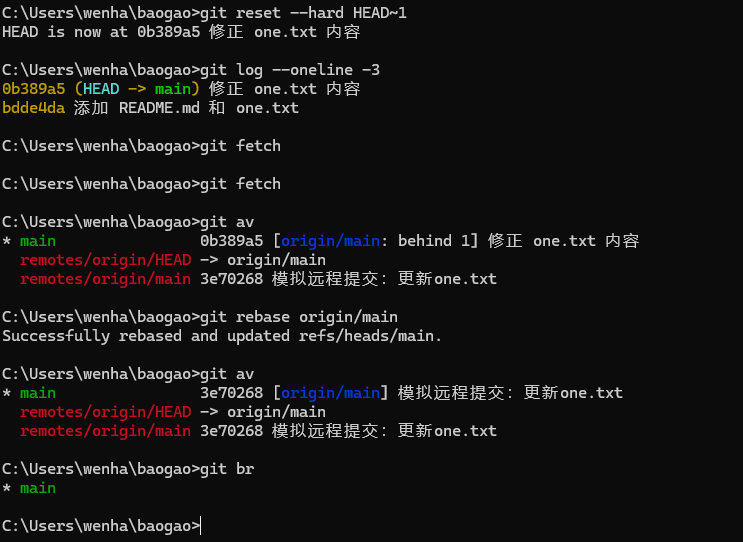 C:\Users\wenha\baogao>git reset --hard HEAD~1
HEAD is now at 0b389a5 修正 one.txt 内容
C:\Users\wenha\baogao>git log --oneline -3
0b389a5 (HEAD -> main) 修正 one.txt 内容
bdde4da 添加 README.md 和 one.txt
C:\Users\wenha\baogao>git fetch
C:\Users\wenha\baogao>git fetch
C:\Users\wenha\baogao>git av
* main                0b389a5 [origin/main: behind 1] 修正 one.txt 内容
  remotes/origin/HEAD -> origin/main
  remotes/origin/main 3e70268 模拟远程提交：更新one.txt
C:\Users\wenha\baogao>git rebase origin/main
Successfully rebased and updated refs/heads/main.
C:\Users\wenha\baogao>git av
* main                3e70268 [origin/main] 模拟远程提交：更新one.txt
  remotes/origin/HEAD -> origin/main
  remotes/origin/main 3e70268 模拟远程提交：更新one.txt
C:\Users\wenha\baogao>git br
* main
C:\Users\wenha\baogao>